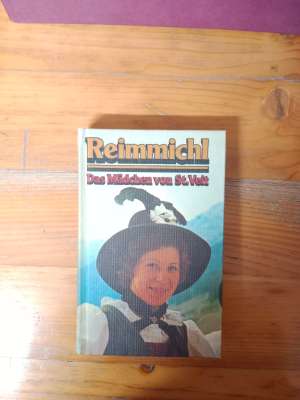 Reimmichl
Das Mädchen von St. Veit